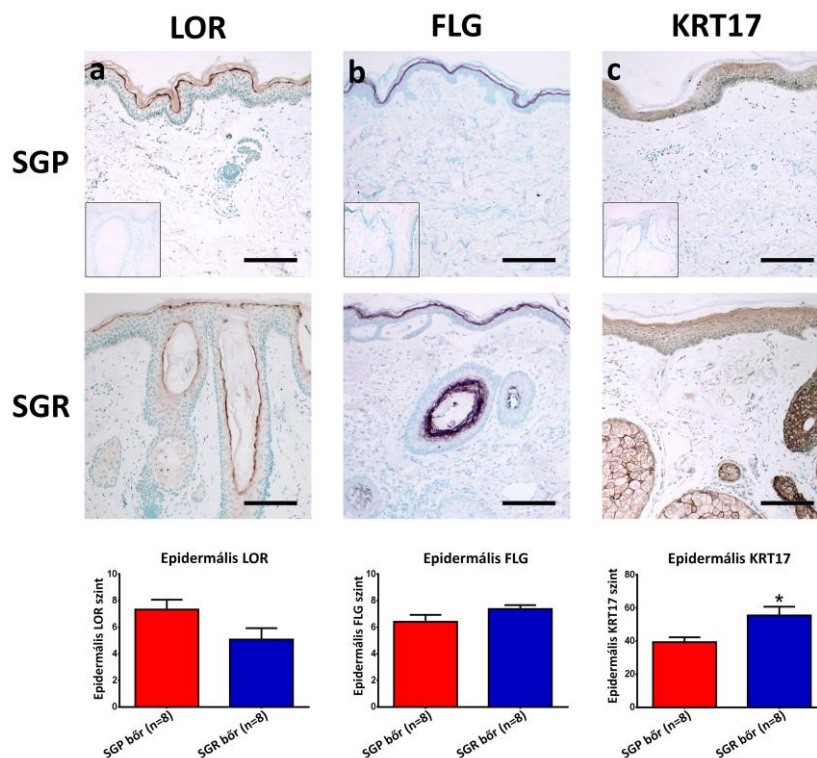 LOR FLG KRT17
a b c
SGP
SGR
Epidermális LOR
Epidermális LOR szint
10
8
6
4
2
0
SGP bőr (n=8)
SGR bőr (n=8)
Epidermális FLG
Epidermális FLG szint
10
8
6
4
2
0
SGP bőr (n=8)
SGR bőr (n=8)
Epidermális KRT17
Epidermális KRT17 szint
80
60
40
20
0
*
SGP bőr (n=8)
SGR bőr (n=8)